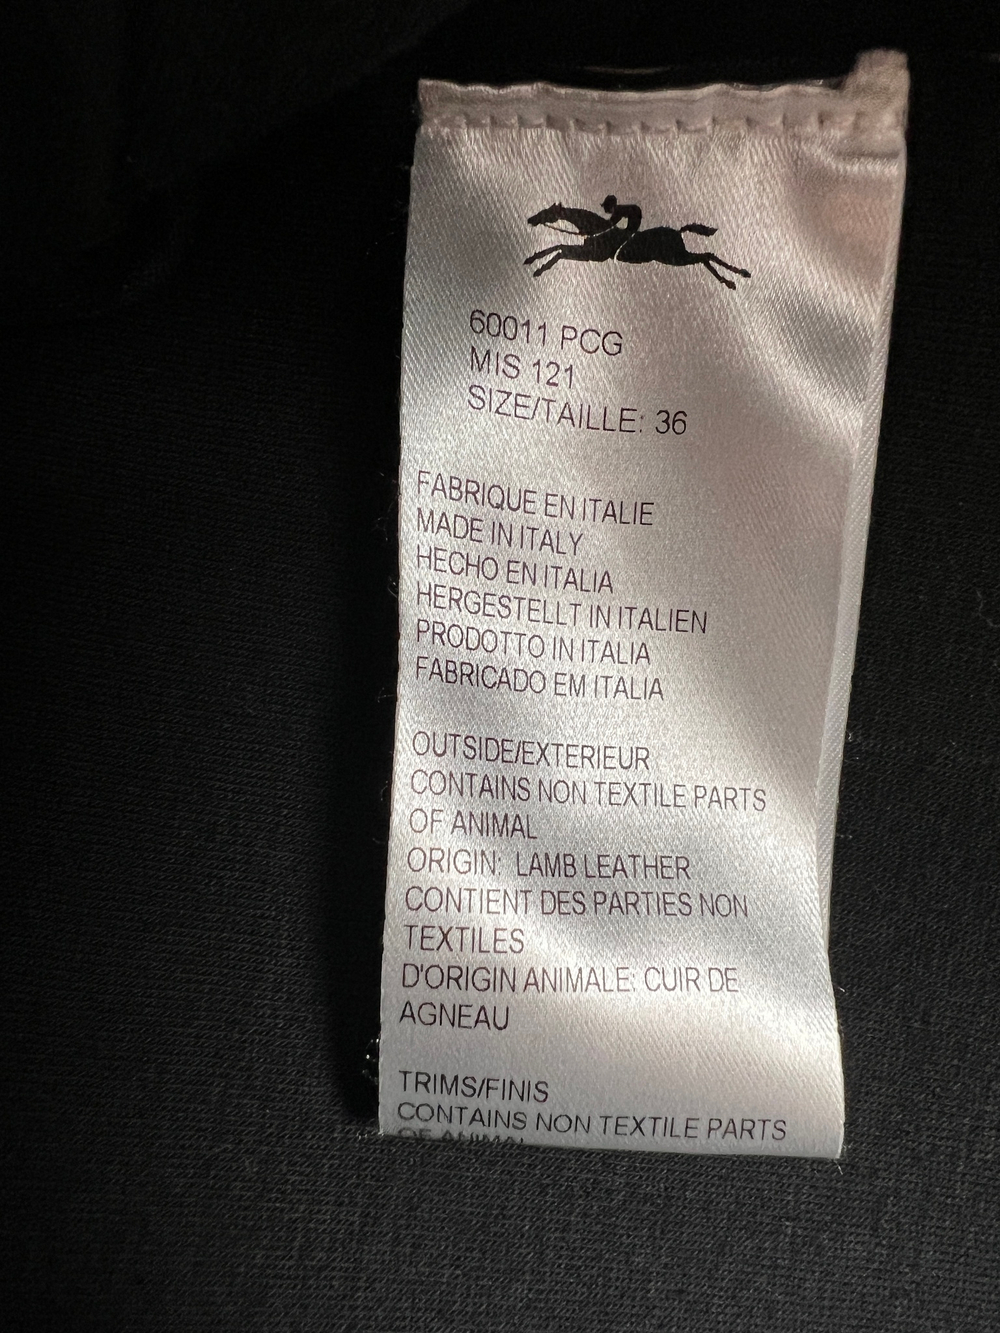 60011 PCG
MIS 121
SIZE/TAILLE: 36
FABRIQUE EN ITALIE
MADE IN ITALY
HECHO EN ITALIA
HERGESTELLT IN ITALIEN
PRODOTTO IN ITALIA
FABRICADO EM ITALIA
OUTSIDE/EXTERIEUR
CONTAINS NON TEXTILE PARTS
OF ANIMAL
ORIGIN: LAMB LEATHER
CONTIENT DES PARTIES NON
TEXTILES
D'ORIGIN ANIMALE: CUIR DE
AGNEAU
TRIMS/FINIS
CONTAINS NON TEXTILE PARTS
OF ANIMAL